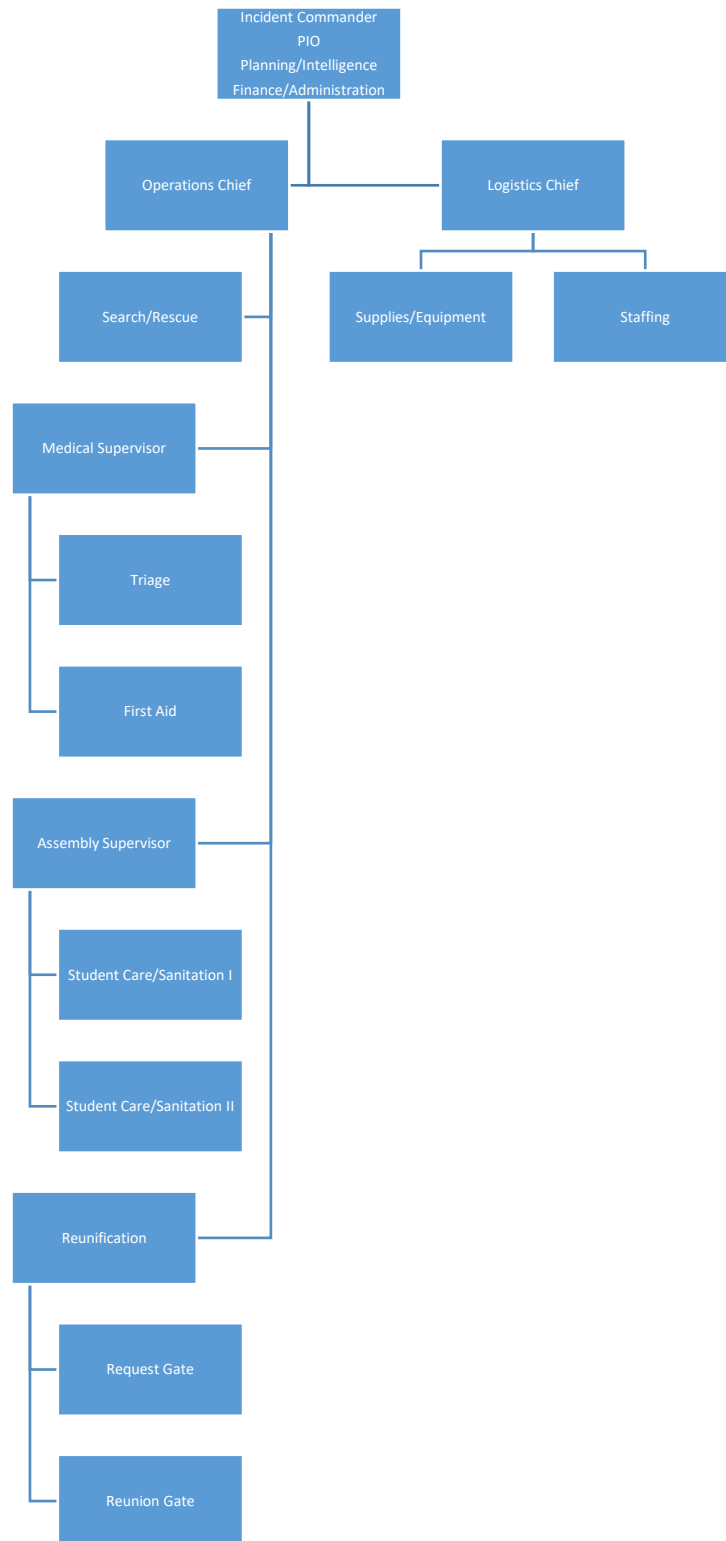 Incident Commander
PIO
Planning/Intelligence
Finance/Administration
Operations Chief
Logistics Chief
Search/Rescue
Supplies/Equipment
Staffing
Medical Supervisor
Triage
First Aid
Assembly Supervisor
Student Care/Sanitation I
Student Care/Sanitation II
Reunification
Request Gate
Reunion Gate